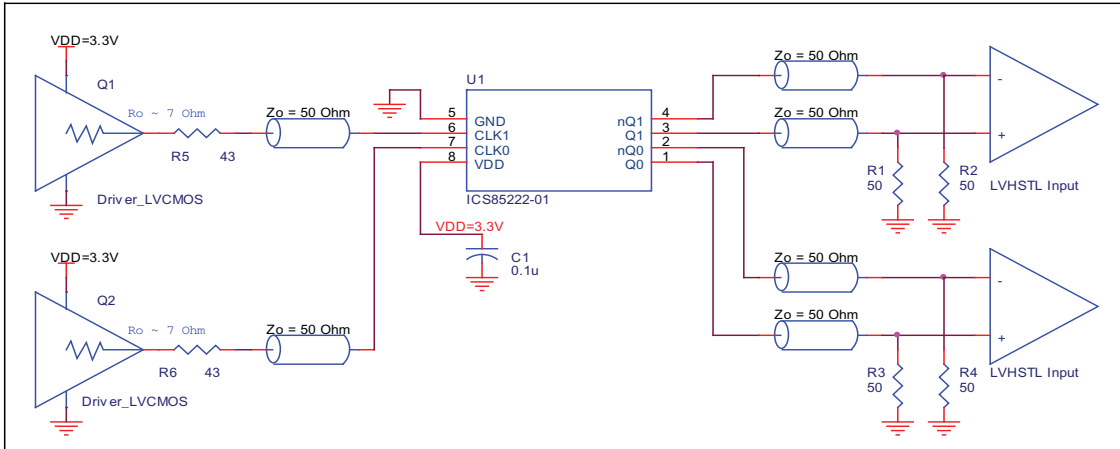 VDD=3.3V
Q1
Ro ~ 7 Ohm
R5 43
Driver_LVCMOS
Zo = 50 Ohm
U1
5 GND
6 CLK1
7 CLK0
8 VDD
nQ1 4
Q1 3
nQ0 2
Q0 1
ICS85222-01
VDD=3.3V
C1
0.1u
Zo = 50 Ohm
Zo = 50 Ohm
-
+
R1
50
R2
50
LVHSTL Input
VDD=3.3V
Q2
Ro ~ 7 Ohm
R6 43
Driver_LVCMOS
Zo = 50 Ohm
Zo = 50 Ohm
Zo = 50 Ohm
-
+
R3
50
R4
50
LVHSTL Input